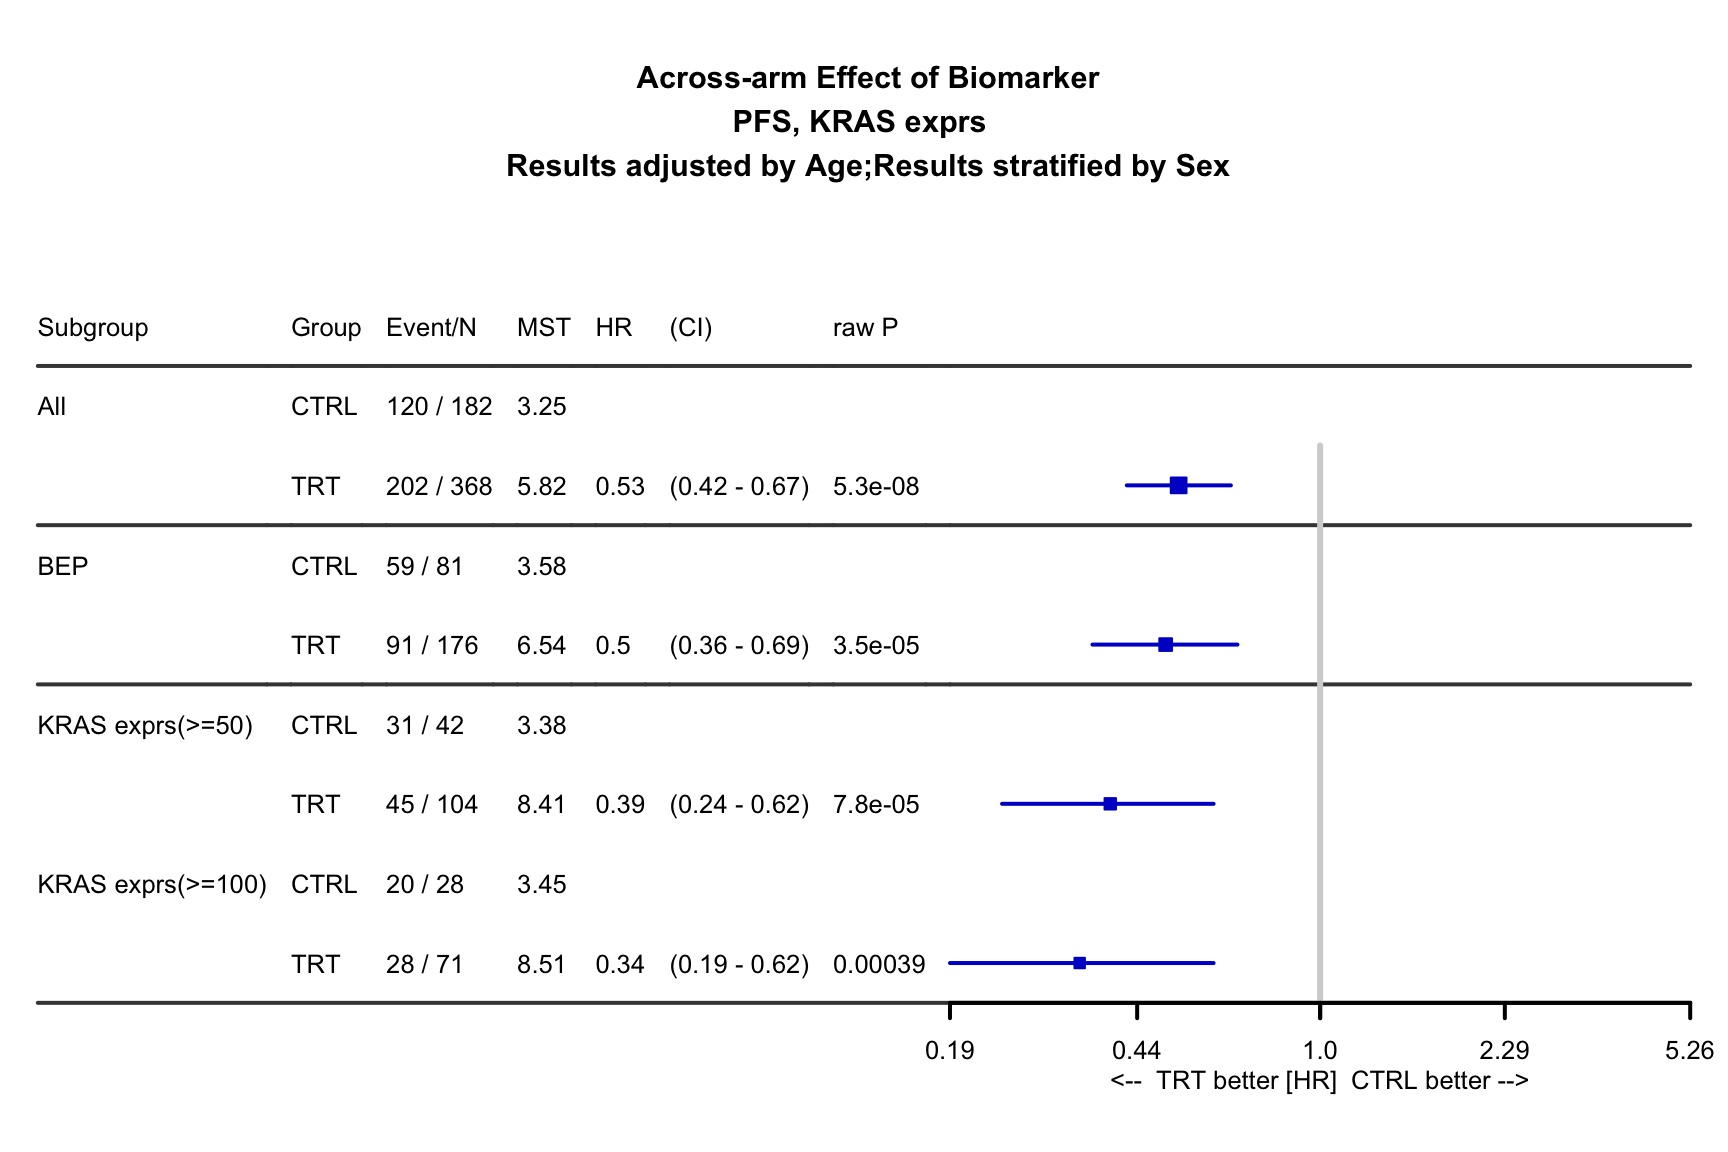 Across-arm Effect of Biomarker
PFS, KRAS exprs
Results adjusted by Age;Results stratified by Sex
Subgroup Group Event/N MST HR (CI) raw P
All CTRL 120 / 182 3.25
TRT 202 / 368 5.82 0.53 (0.42 - 0.67) 5.3e-08
BEP CTRL 59 / 81 3.58
TRT 91 / 176 6.54 0.5 (0.36 - 0.69) 3.5e-05
KRAS exprs(>=50) CTRL 31 / 42 3.38
TRT 45 / 104 8.41 0.39 (0.24 - 0.62) 7.8e-05
KRAS exprs(>=100) CTRL 20 / 28 3.45
TRT 28 / 71 8.51 0.34 (0.19 - 0.62) 0.00039
0.19 0.44 1.0 2.29 5.26
<-- TRT better [HR] CTRL better -->